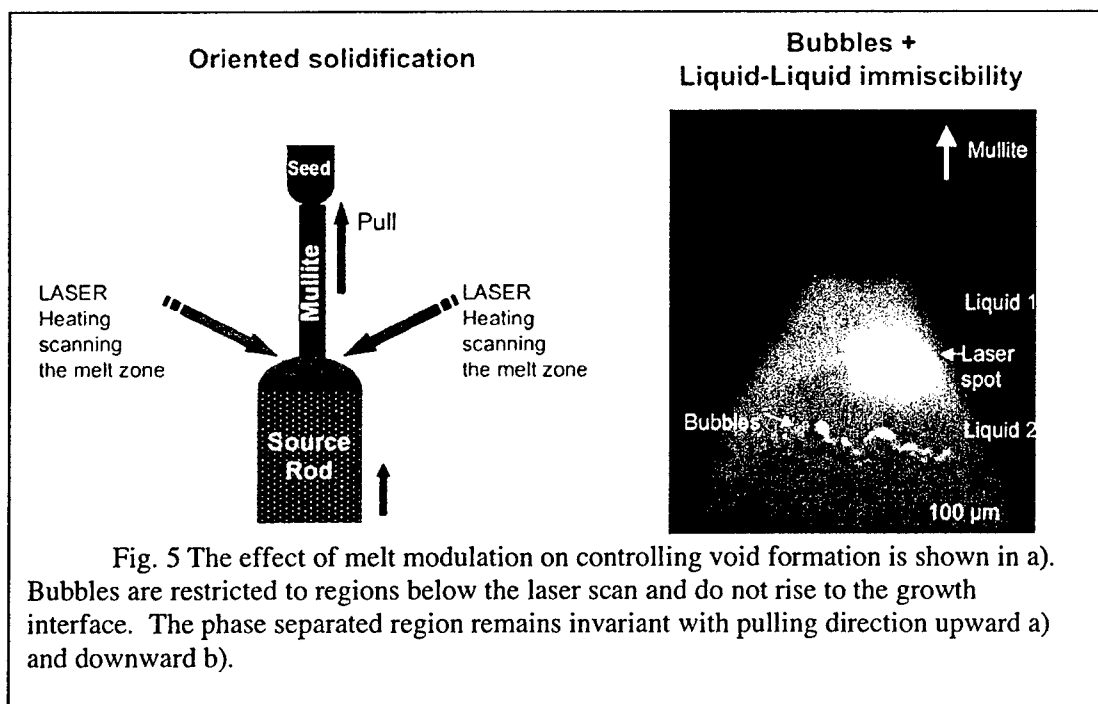 Oriented solidification
Seed
Pull
Mullite
LASER
Heating
scanning
the melt zone
LASER
Heating
scanning
the melt zone
Source
Rod
Bubbles +
Liquid-Liquid immiscibility
Mullite
Liquid 1
Laser
spot
Bubbles
Liquid 2
100 µm
Fig. 5 The effect of melt modulation on controlling void formation is shown in a).
Bubbles are restricted to regions below the laser scan and do not rise to the growth
interface. The phase separated region remains invariant with pulling direction upward a)
and downward b).